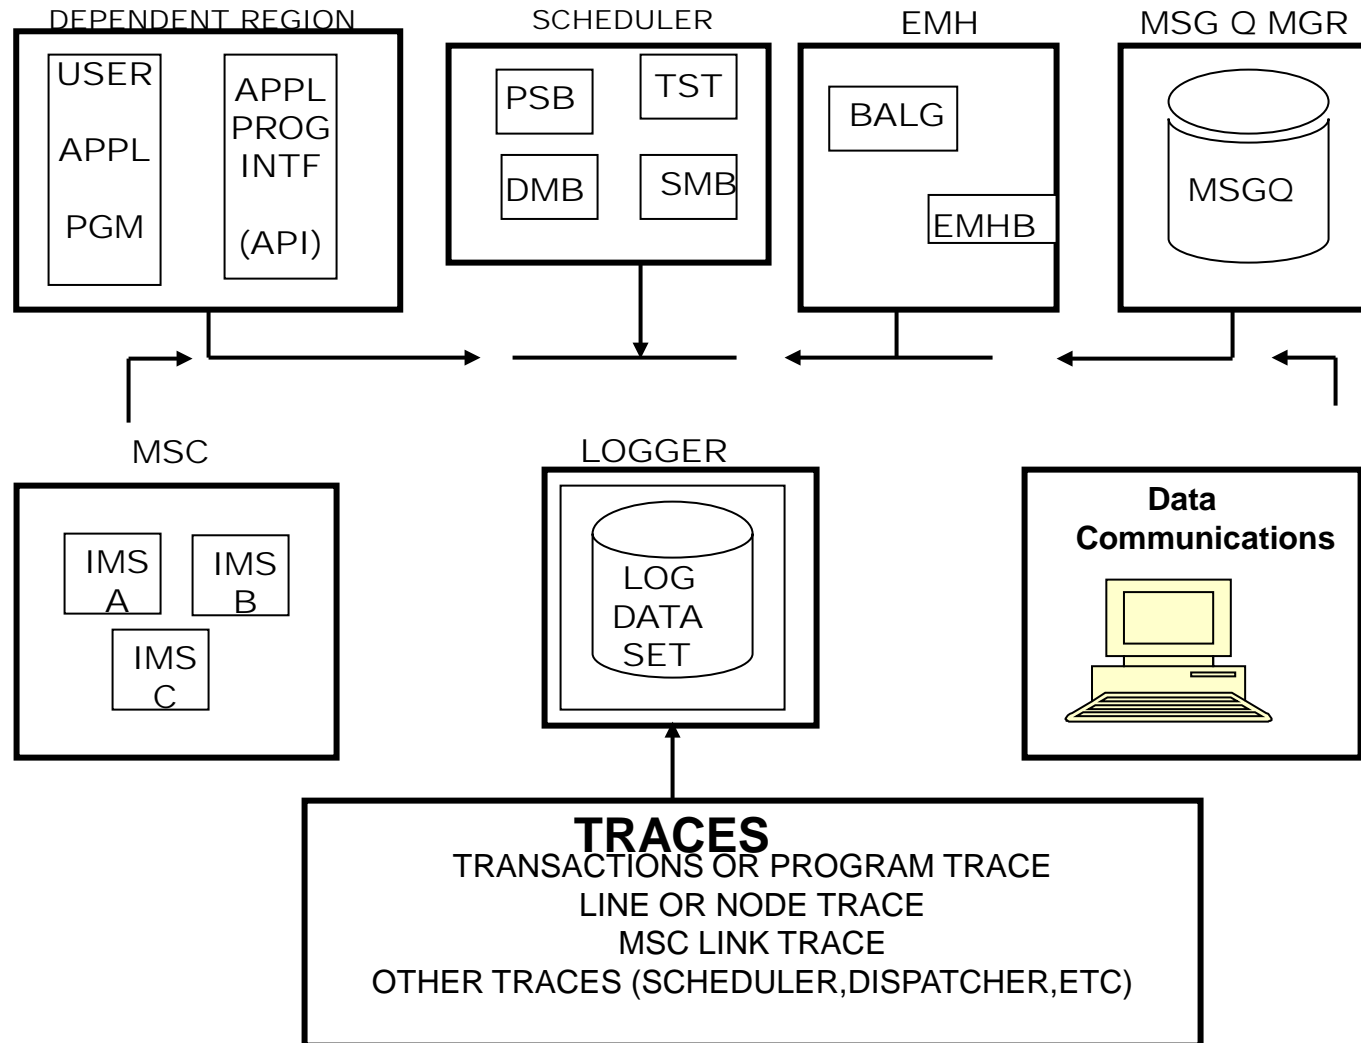 DEPENDENT REGION
USER
APPL
PGM
APPL
PROG
INTF
(API)
SCHEDULER
PSB
TST
DMB
SMB
EMH
BALG
EMHB
MSG Q MGR
MSGQ
MSC
IMS
A
IMS
B
IMS
C
LOGGER
LOG
DATA
SET
Data
Communications
TRACES
TRANSACTIONS OR PROGRAM TRACE
LINE OR NODE TRACE
MSC LINK TRACE
OTHER TRACES (SCHEDULER,DISPATCHER,ETC)